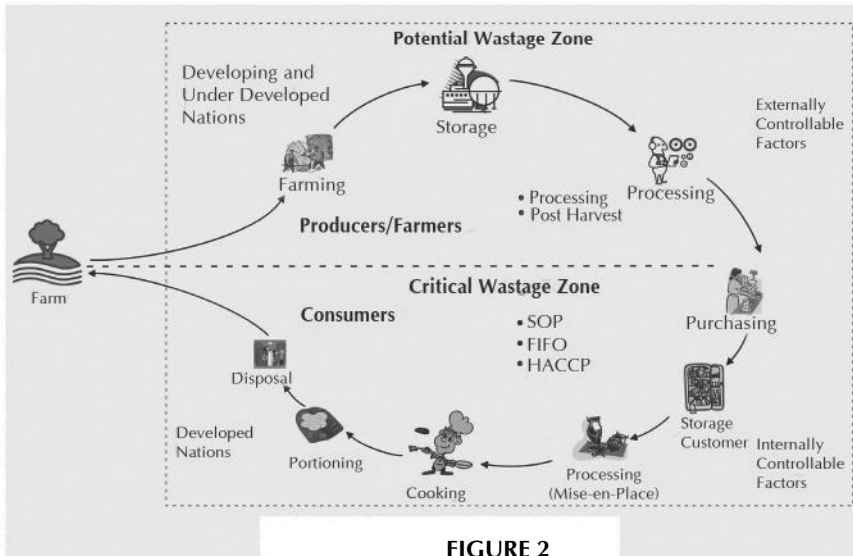 Potential Wastage Zone
Developing and
Under Developed
Nations
Storage
Externally
Controllable
Factors
Farming
Processing
• Processing
• Post Harvest
Producers/Farmers
Farm
Critical Wastage Zone
Consumers
• SOP
• FIFO
• HACCP
Purchasing
Disposal
Storage
Customer
Developed
Nations
Portioning
Cooking
Processing
(Mise-en-Place)
Internally
Controllable
Factors
FIGURE 2